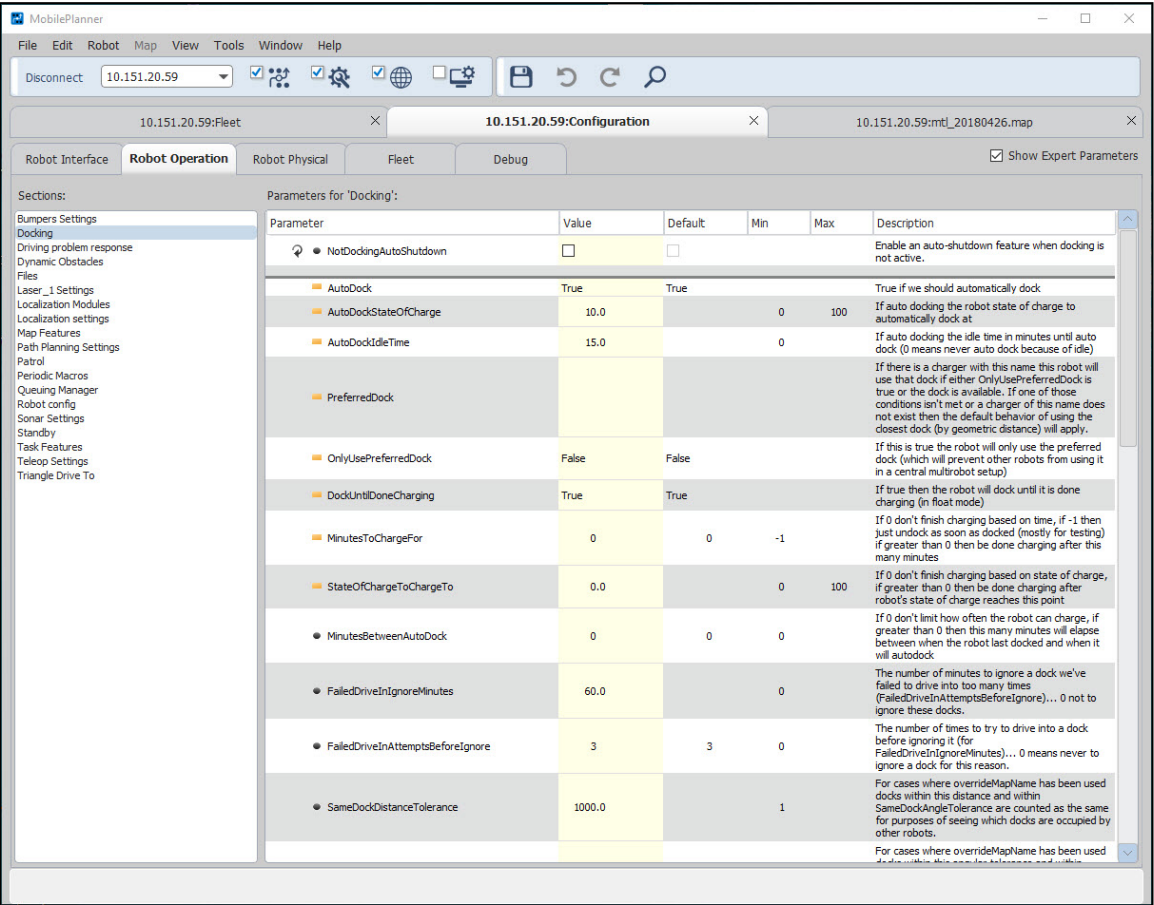 MobilePlanner
File Edit Robot Map View Tools Window Help
Disconnect 10.151.20.59
10.151.20.59:Fleet 10.151.20.59:Configuration 10.151.20.59:mtl_20180426.map
Robot Interface Robot Operation Robot Physical Fleet Debug Show Expert Parameters
Sections:
Bumpers Settings
Docking
Driving problem response
Dynamic Obstacles
Files
Laser_1 Settings
Localization Modules
Localization settings
Map Features
Path Planning Settings
Patrol
Periodic Macros
Queuing Manager
Robot config
Sonar Settings
Standby
Task Features
Teleop Settings
Triangle Drive To
Parameters for 'Docking':
Parameter Value Default Min Max Description
NotDockingAutoShutdown
Enable an auto-shutdown feature when docking is
not active.
AutoDock True True True if we should automatically dock
AutoDockStateOfCharge 10.0 0 100
If auto docking the robot state of charge to
automatically dock at
AutoDockIdleTime 15.0 0
If auto docking the idle time in minutes until auto
dock (0 means never auto dock because of idle)
PreferredDock
If there is a charger with this name this robot will
use that dock if either OnlyUsePreferredDock is
true or the dock is available. If one of those
conditions isn't met or a charger of this name does
not exist then the default behavior of using the
closest dock (by geometric distance) will apply.
OnlyUsePreferredDock False False
If this is true the robot will only use the preferred
dock (which will prevent other robots from using it
in a central multirobot setup)
DockUntilDoneCharging True True
If true then the robot will dock until it is done
charging (in float mode)
MinutesToChargeFor 0 0 -1
If 0 don't finish charging based on time, if -1 then
just undock as soon as docked (mostly for testing)
if greater than 0 then be done charging after this
many minutes
StateOfChargeToChargeTo 0.0 0 100
If 0 don't finish charging based on state of charge,
if greater than 0 then be done charging after
robot's state of charge reaches this point
MinutesBetweenAutoDock 0 0 0
If 0 don't limit how often the robot can charge, if
greater than 0 then this many minutes will elapse
between when the robot last docked and when it
will autodock
FailedDriveInIgnoreMinutes 60.0 0
The number of minutes to ignore a dock we've
failed to drive into too many times
(FailedDriveInAttemptsBeforeIgnore)... 0 not to
ignore these docks.
FailedDriveInAttemptsBeforeIgnore 3 3 0
The number of times to try to drive into a dock
before ignoring it (for
FailedDriveInIgnoreMinutes)... 0 means never to
ignore a dock for this reason.
SameDockDistanceTolerance 1000.0 1
For cases where overrideMapName has been used
docks within this distance and within
SameDockAngleTolerance are counted as the same
for purposes of seeing which docks are occupied by
other robots.
For cases where overrideMapName has been used